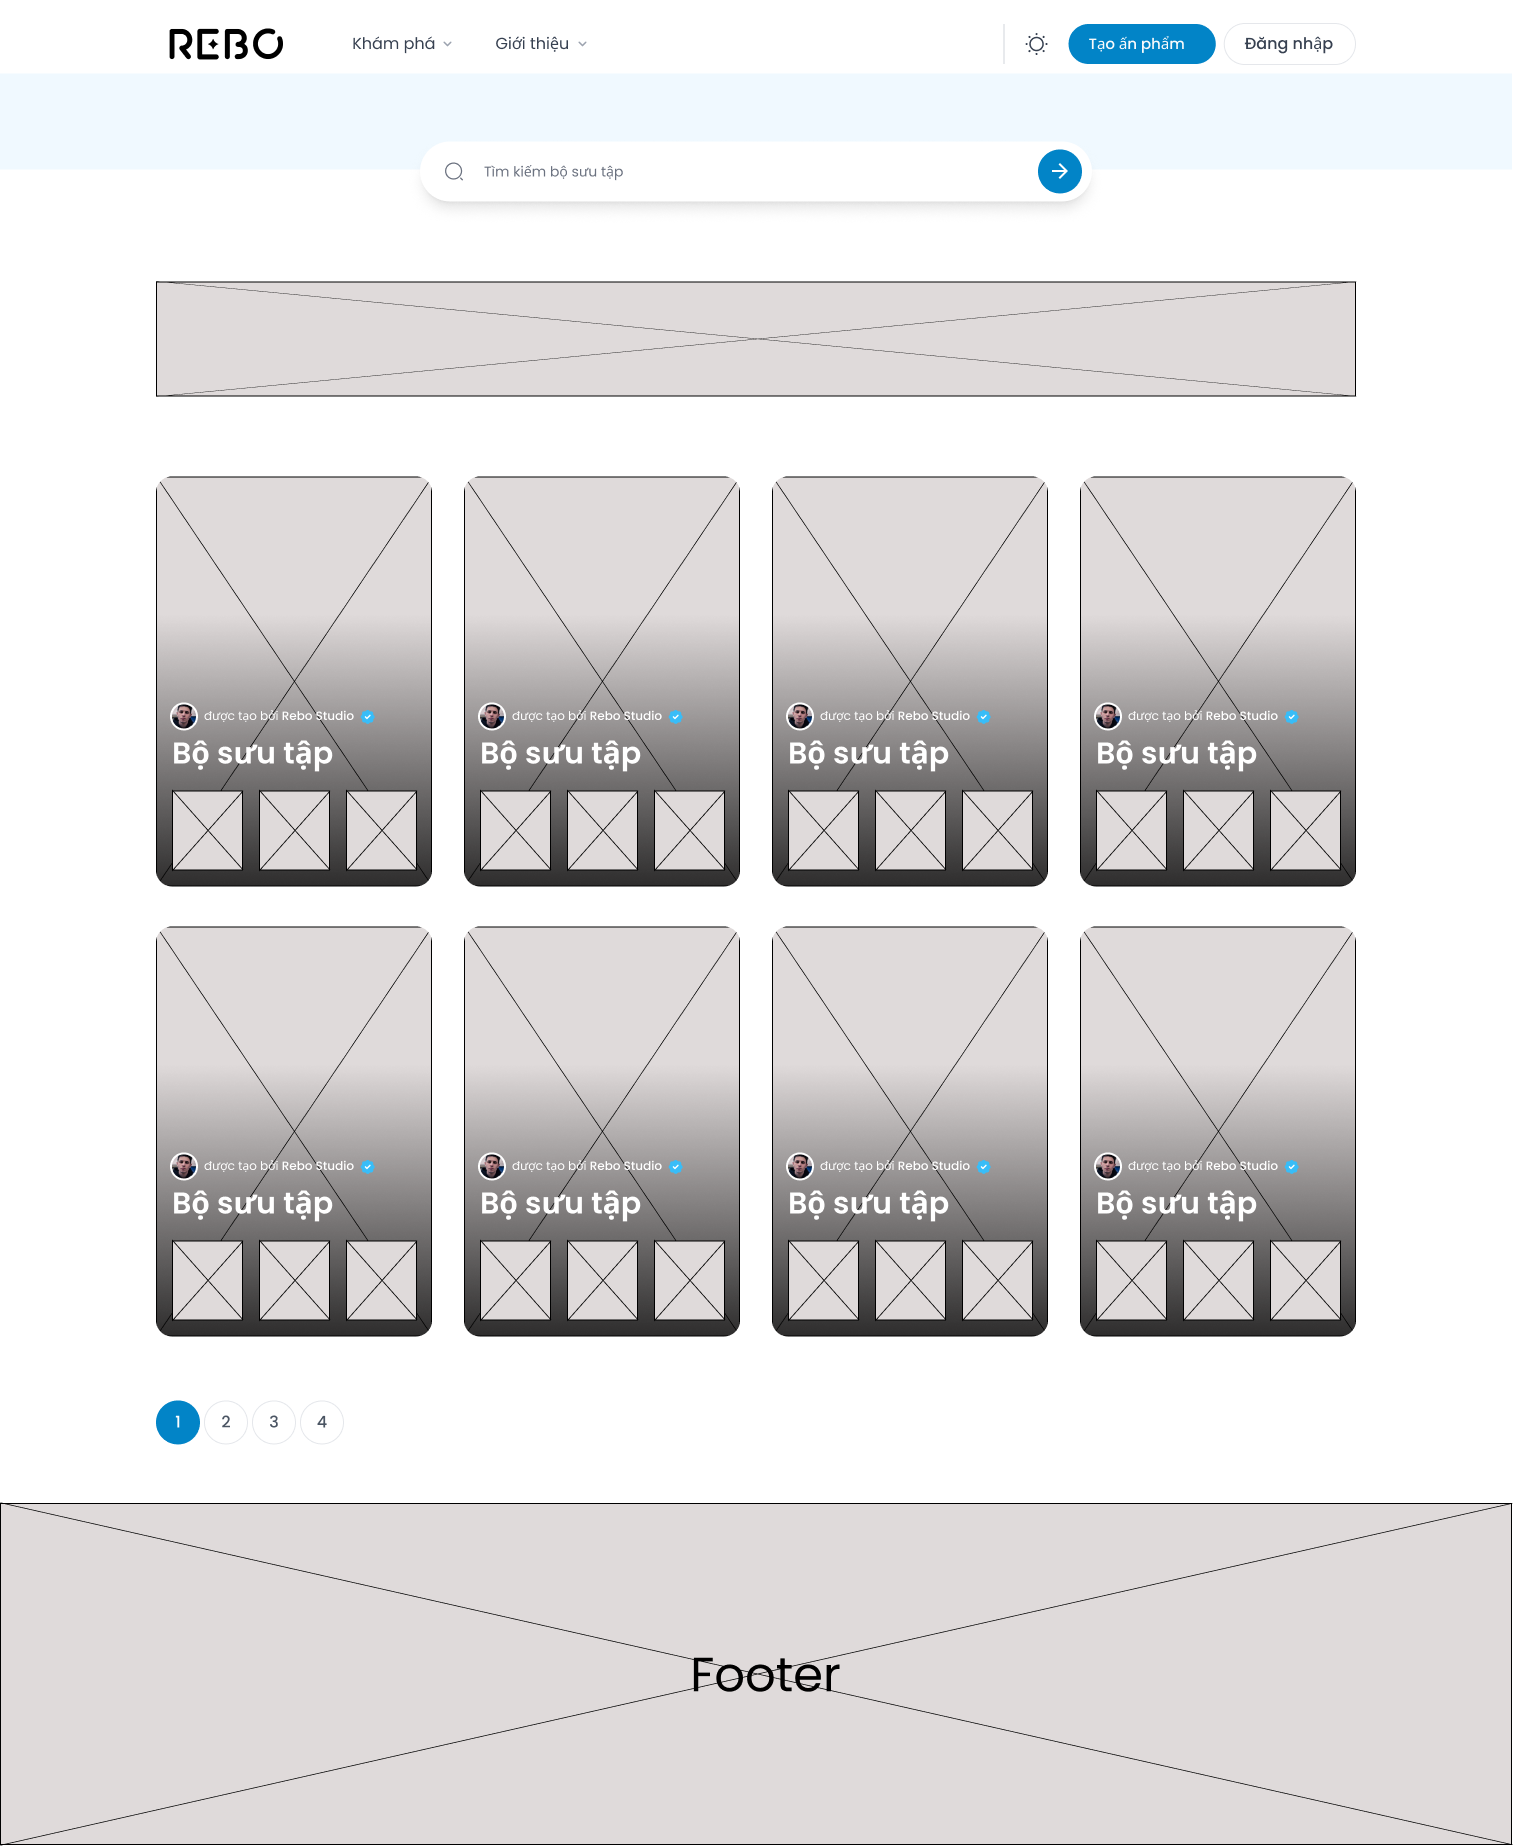 REBO
Khám phá
Giới thiệu
Tạo ấn phẩm
Đăng nhập
Tìm kiếm bộ sưu tập
được tạo bởi Rebo Studio
Bộ sưu tập
được tạo bởi Rebo Studio
Bộ sưu tập
được tạo bởi Rebo Studio
Bộ sưu tập
được tạo bởi Rebo Studio
Bộ sưu tập
được tạo bởi Rebo Studio
Bộ sưu tập
được tạo bởi Rebo Studio
Bộ sưu tập
được tạo bởi Rebo Studio
Bộ sưu tập
được tạo bởi Rebo Studio
Bộ sưu tập
1 2 3 4
Footer